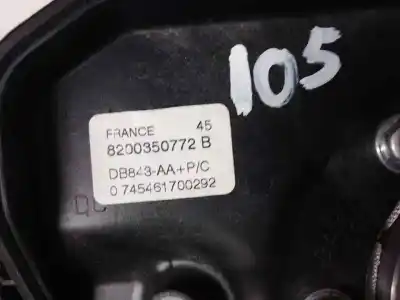 105
FRANCE 45
8200350772 B
DB843-AA+P/C
0 745461700292